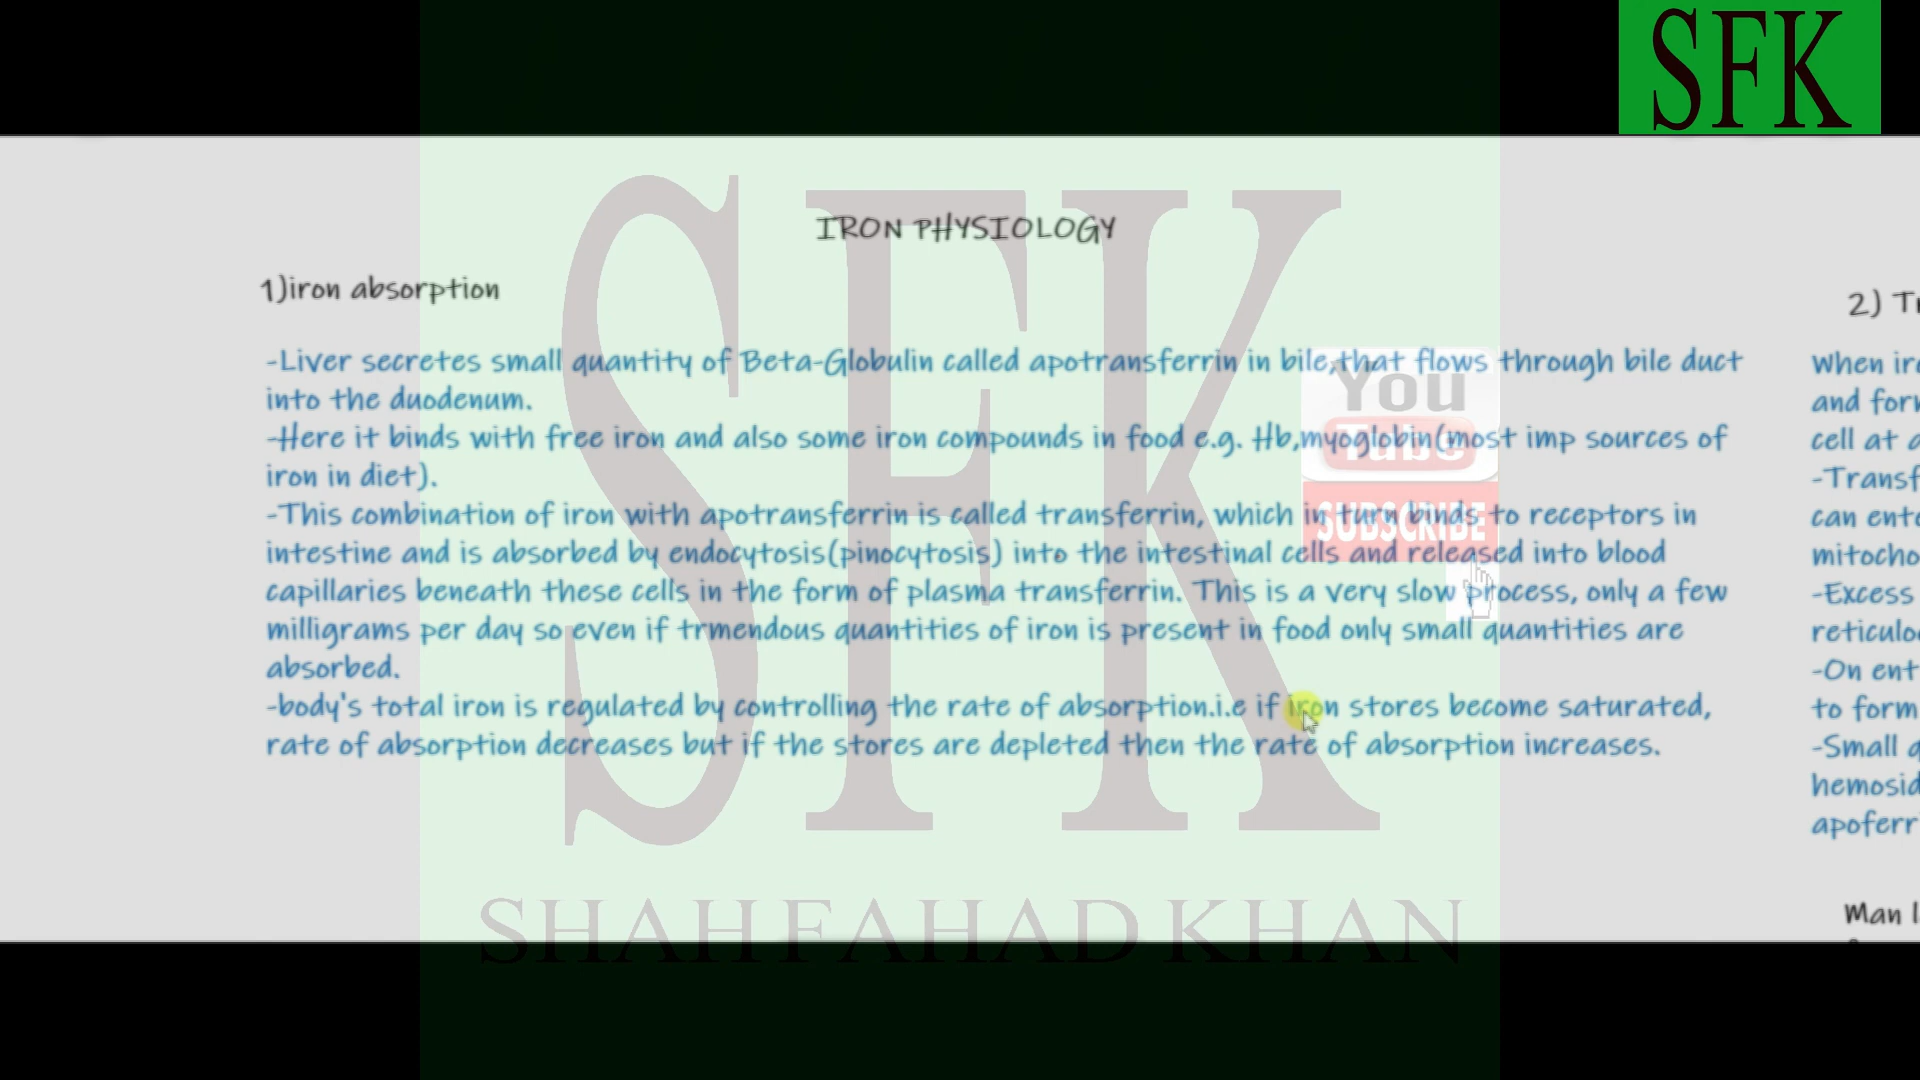 SFK
IRON PHYSIOLOGY
1)iron absorption
-Liver secretes small quantity of Beta-Globulin called apotransferrin in bile,that flows through bile duct
into the duodenum.
-Here it binds with free iron and also some iron compounds in food e.g. Hb,myoglobin(most imp sources of
iron in diet).
-This combination of iron with apotransferrin is called transferrin, which in turn binds to receptors in
intestine and is absorbed by endocytosis(pinocytosis) into the intestinal cells and released into blood
capillaries beneath these cells in the form of plasma transferrin. This is a very slow process, only a few
milligrams per day so even if trmendous quantities of iron is present in food only small quantities are
absorbed.
-body's total iron is regulated by controlling the rate of absorption.i.e if iron stores become saturated,
rate of absorption decreases but if the stores are depleted then the rate of absorption increases.
2)
When
and
cell at
-Transf
can
mitocho
-Excess
-On
to form
-Small
hemosid
apoferr
Man
SFK
SHAH FAHAD KHAN
You
Tube
SUBSCRIBE